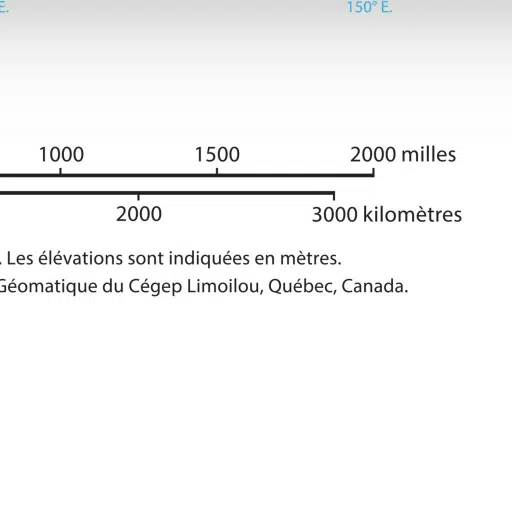 E.
150° E.
1000 1500 2000 milles
2000 3000 kilomètres
. Les élévations sont indiquées en mètres.
Géomatique du Cégep Limoilou, Québec, Canada.